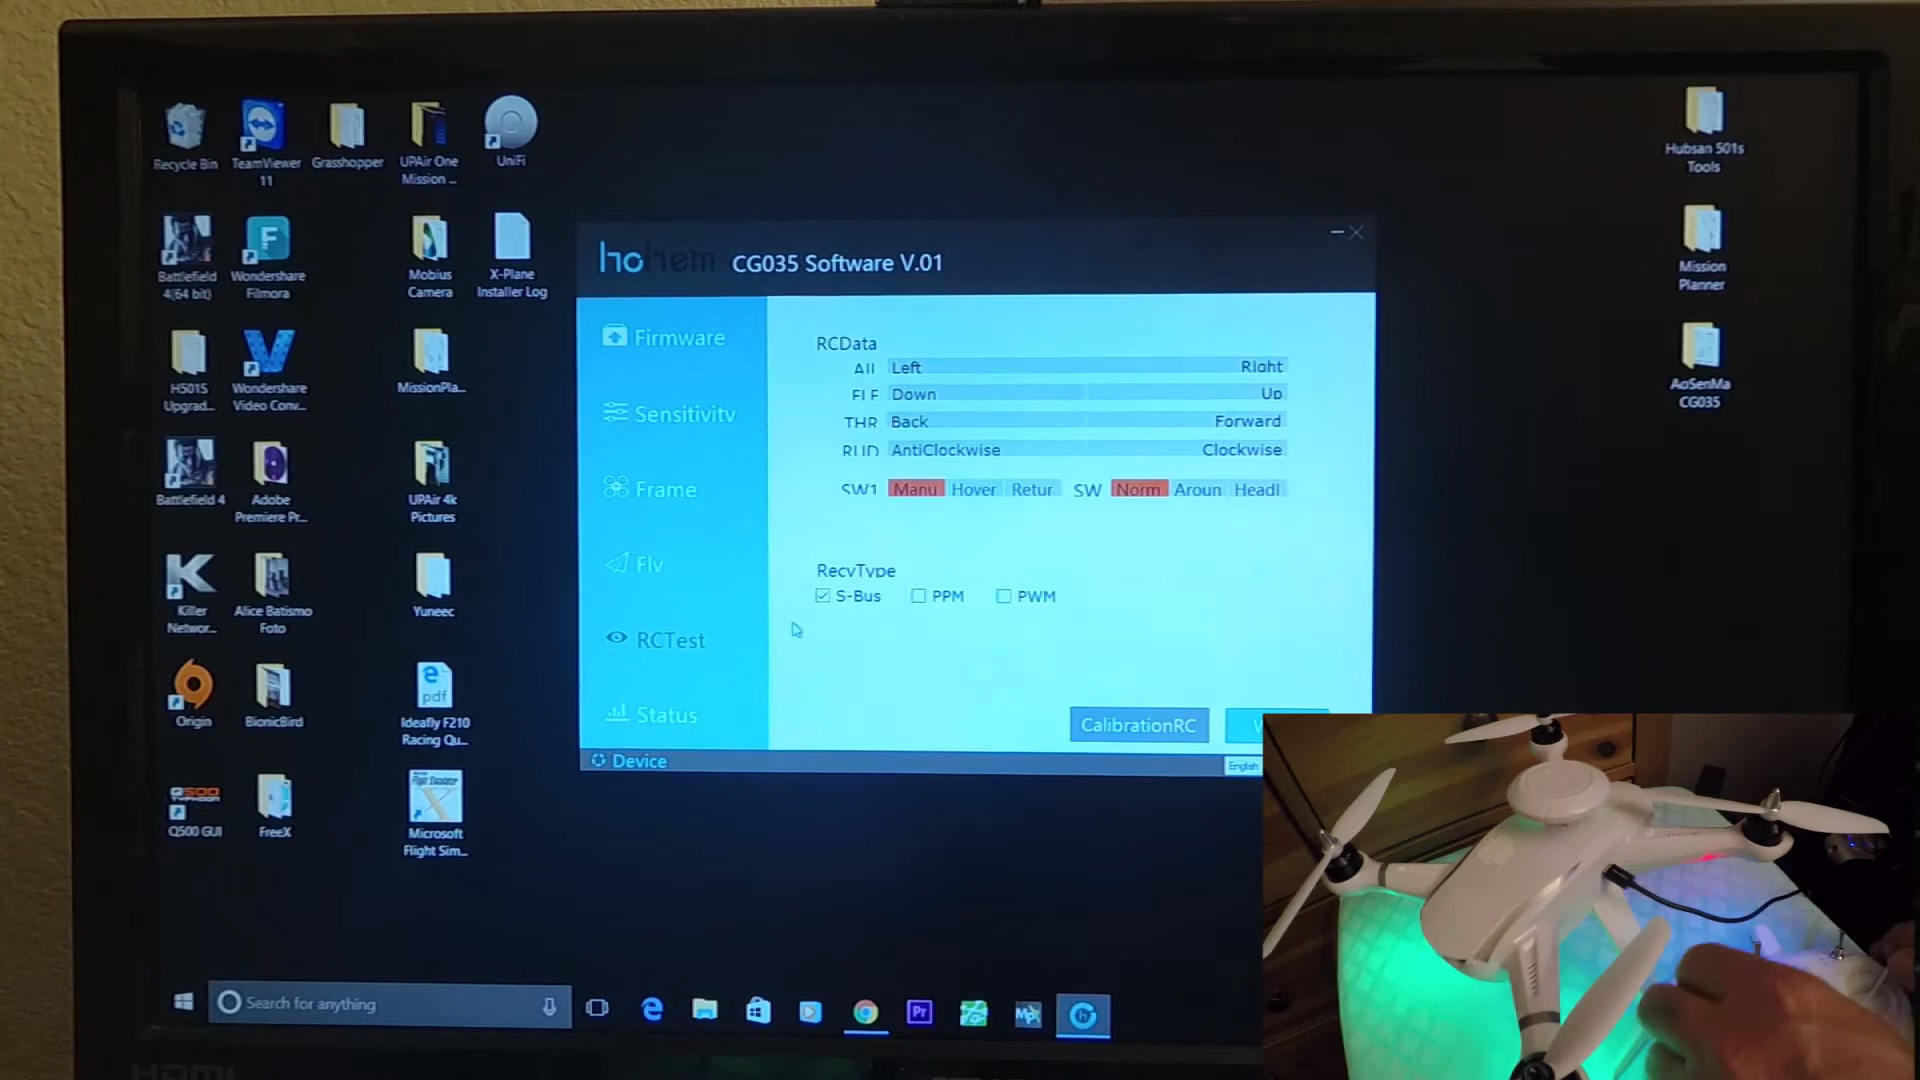 Recycle Bin
TeamViewer
11
Grasshopper
UPAir One
Mission ...
UniFi
Hubsan 501s
Tools
Battlefield
4(64 bit)
Wondershare
Filmora
Mobius
Camera
X-Plane
Installer Log
Mission
Planner
H501S
Upgrad...
Wondershare
Video Conv...
MissionPla...
AoSenMa
CG035
Battlefield 4
Adobe
Premiere Pr...
UPAir 4k
Pictures
Killer
Networ...
Alice Batismo
Foto
Yuneec
Origin
BionicBird
pdf
Ideafly F210
Racing Qu...
Q500 GUI
FreeX
Microsoft
Flight Sim...
hohem CG035 Software V.01
Firmware
Sensitivity
Frame
Fly
RCTest
Status
Device
RCData
Left Right
Down Up
THR Back Forward
AntiClockwise Clockwise
SW1 Manu Hover Retur SW Norm Aroun Headl
RecvType
S-Bus PPM PWM
CalibrationRC
English
Search for anything
Pr
HDMI